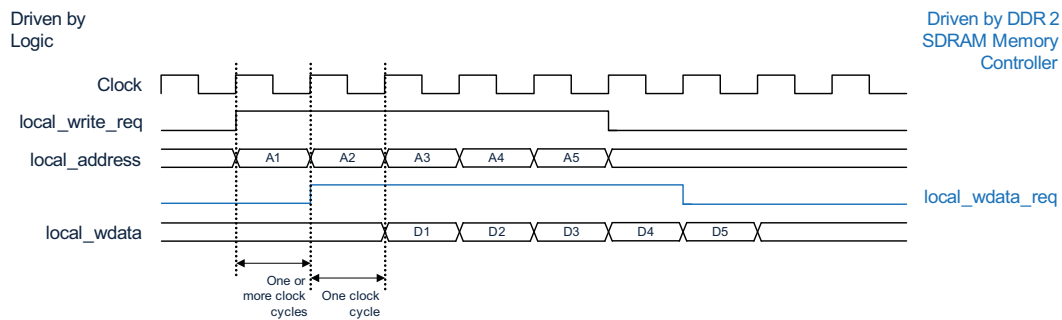 Driven by
Logic
Driven by DDR 2
SDRAM Memory
Controller
Clock
local_write_req
local_address
A1 A2 A3 A4 A5
local_wdata_req
local_wdata
D1 D2 D3 D4 D5
One or
more clock
cycles
One clock
cycle